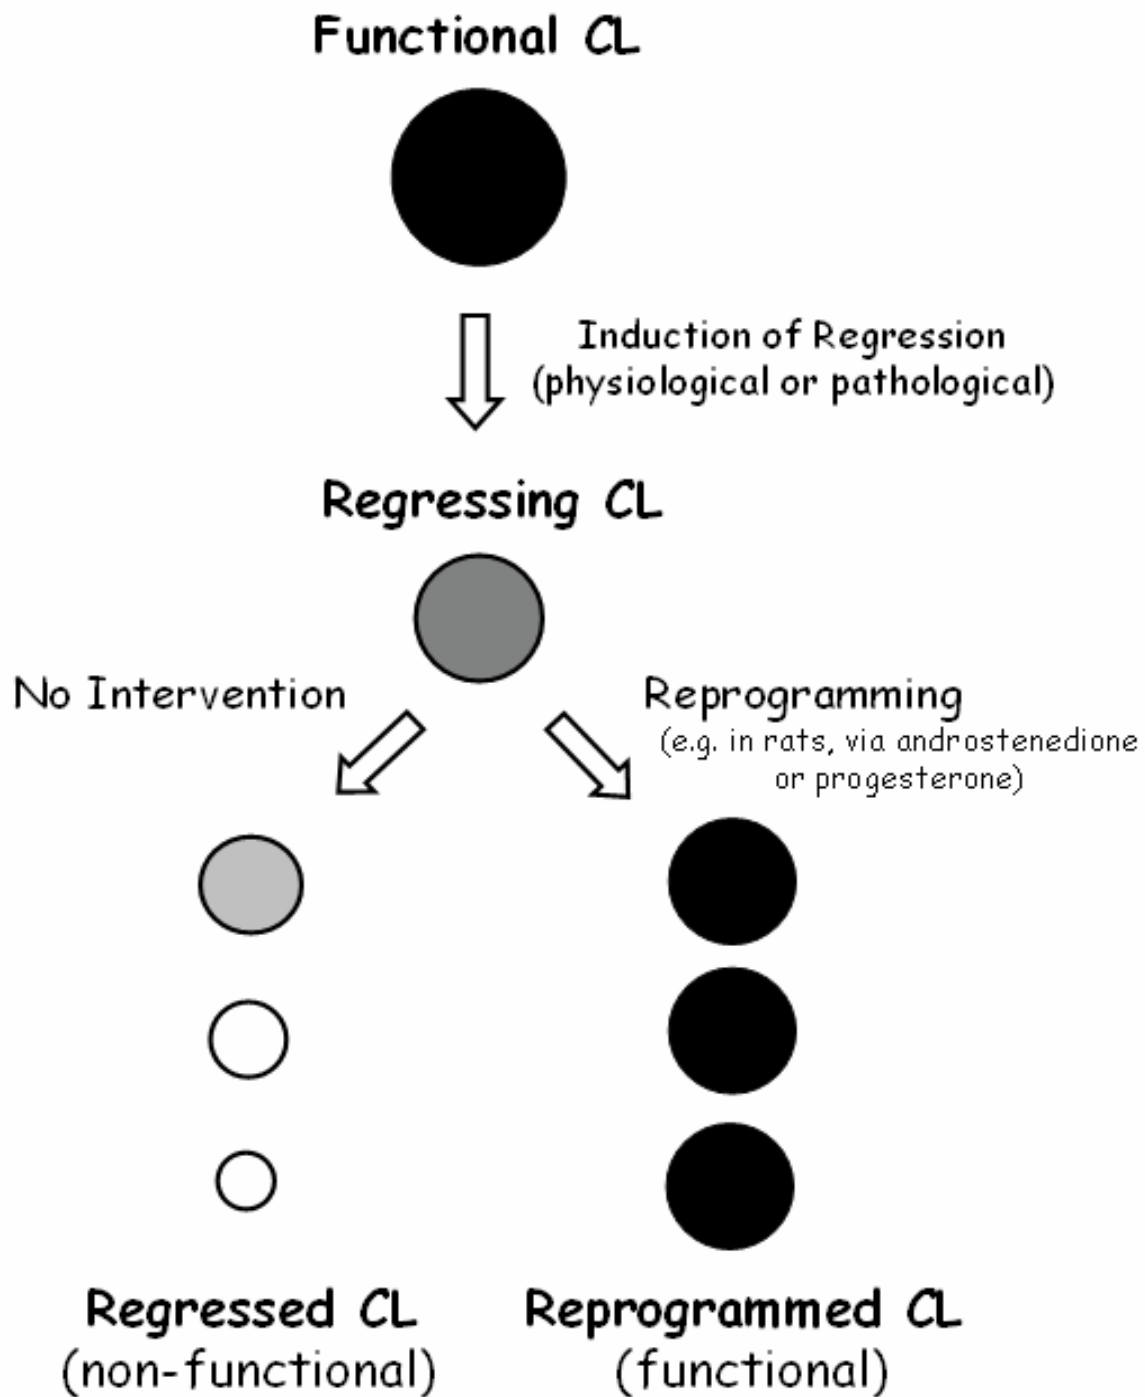 Functional CL
Induction of Regression
(physiological or pathological)
Regressing CL
No Intervention
Reprogramming
(e.g. in rats, via androstenedione
or progesterone)
Regressed CL
(non-functional)
Reprogrammed CL
(functional)